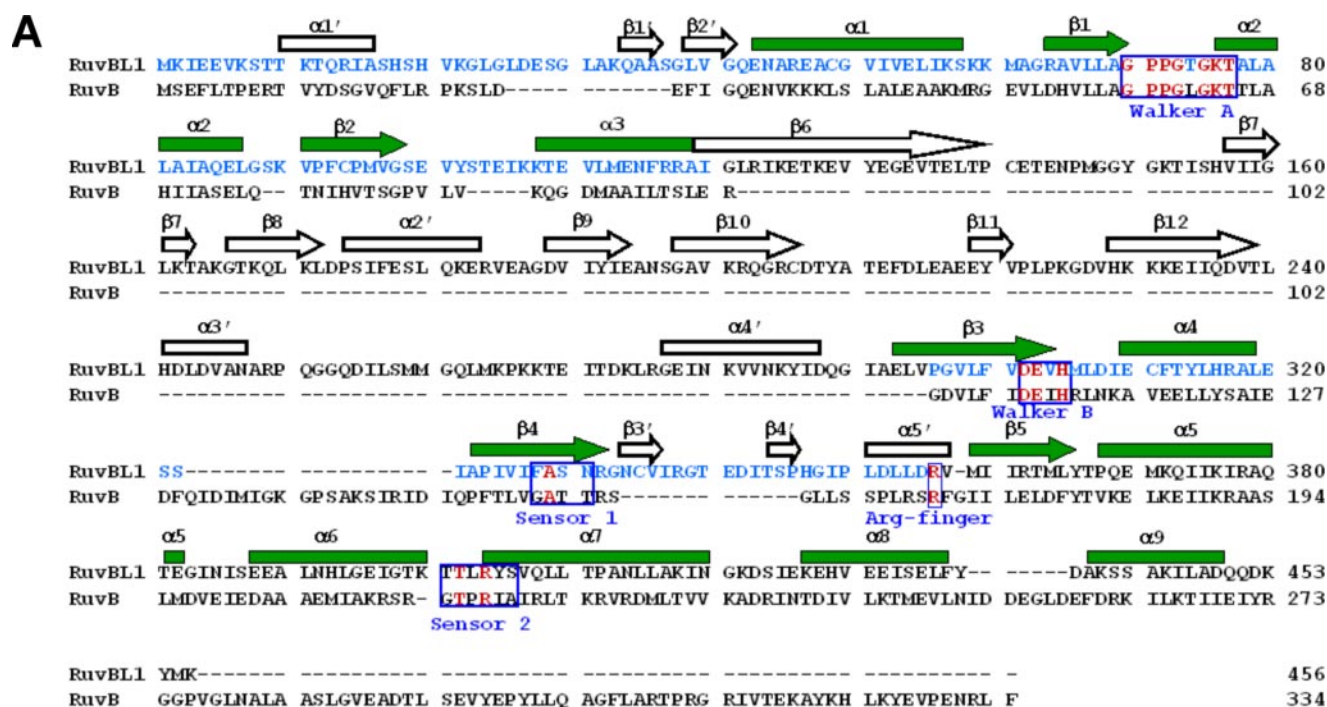 A
α1' β1' β2' α1 β1 α2
RuvBL1 MKIEEVKSTT KTQRIASHSH VKGLGLDESG LAKQAASGLV GQENAREACG VIVELIKSKK MAGRAVLLAG PPGTGKTALA 80
RuvB MSEFLTPERT VYDSGVQFLR PKSLD----- --------EFI GQENVKKKLS LALEAAKMRG EVLDHVLLAG PPGLGKTTLA 68
Walker A
α2 β2 α3 β6 β7
RuvBL1 LAIAQELGSK VPFCPMVGSE VYSTEIKKTE VLMENFRRAI GLRIKETKEV YEGEVTELTP CETENPMGGY GKTISHVIIG 160
RuvB HIIASELQ-- TNIHVTSGPV LV-----KQG DMAAILTSLE R--------- ---------- ---------- ---------- 102
β7 β8 α2' β9 β10 β11 β12
RuvBL1 LKTAKGTKQL KLDPSIFESL QKERVEAGDV IYIEANSGAV KRQGRCDTYA TEFDLEAEEY VPLPKGDVHK KKEIIQDVTL 240
RuvB ---------- ---------- ---------- ---------- ---------- ---------- ---------- ---------- 102
α3' α4' β3 α4
RuvBL1 HDLDVANARP QGGQDILSMM GQLMKPKKTE ITDKLRGEIN KVVNKYIDQG IAELVPGVLF VDEVHMLDIE CFTYLHRALE 320
RuvB ---------- ---------- ---------- ---------- ---------- -----GDVLF IDEIHRLNKA VEELLYSAIE 127
Walker B
β4 β3' β4' α5' β5 α5
RuvBL1 SS-------- ---------- --IAPIVIFAS NRGNCVIRGT EDITSPHGIP LDLLDRV-MI IRTMLYTPQE MKQIIKIRAQ 380
RuvB DFQIDIMIGK GPSAKSIRID IQPFTLVGAT TRS------- ------GLLSS SPLRSRFGII LELDFYTVKE LKEIIKRAAS 194
Sensor 1 Arg-finger
α5 α6 α7 α8 α9
RuvBL1 TEGINISEEA LNHLGEIGTK TTLRYSVQLL TPANLLAKIN GKDSIEKEHV EEISELFY-- ----DAKSS AKILADQQDK 453
RuvB LMDVEIEDAA AEMIAKRSR- GTPRIAIRLT KRVRDMLTVV KADRINTDIV LKTMEVLNID DEGLDEFDRK ILKTIIEIYR 273
Sensor 2
RuvBL1 YMK------- ---------- ---------- ---------- ---------- ---------- ---------- - 456
RuvB GGPVGLNALA ASLGVEADTL SEVYEPYLLQ AGFLARTPRG RIVTEKAYKH LKYEVPENRL F 334